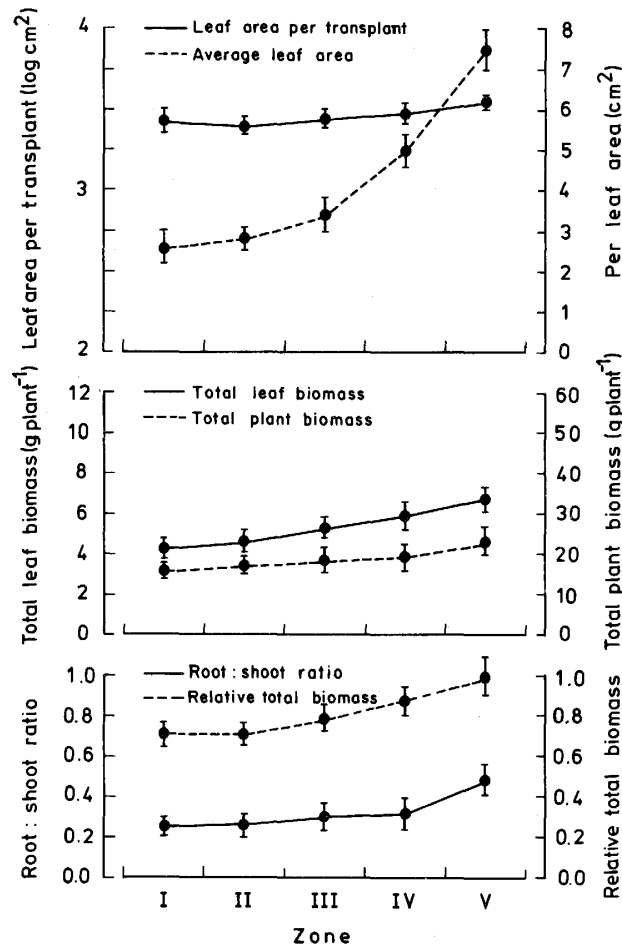 Leaf area per transplant (log cm²)
4
3
2
Leaf area per transplant
Average leaf area
8
7
6
5
4
3
2
1
0
Per leaf area (cm²)
Total leaf biomass (g plant⁻¹)
12
10
8
6
4
2
0
Total leaf biomass
Total plant biomass
60
50
40
30
20
10
0
Total plant biomass (g plant⁻¹)
Root : shoot ratio
1.0
0.8
0.6
0.4
0.2
0.0
Root : shoot ratio
Relative total biomass
1.0
0.8
0.6
0.4
0.2
0.0
Relative total biomass
I II III IV V
Zone